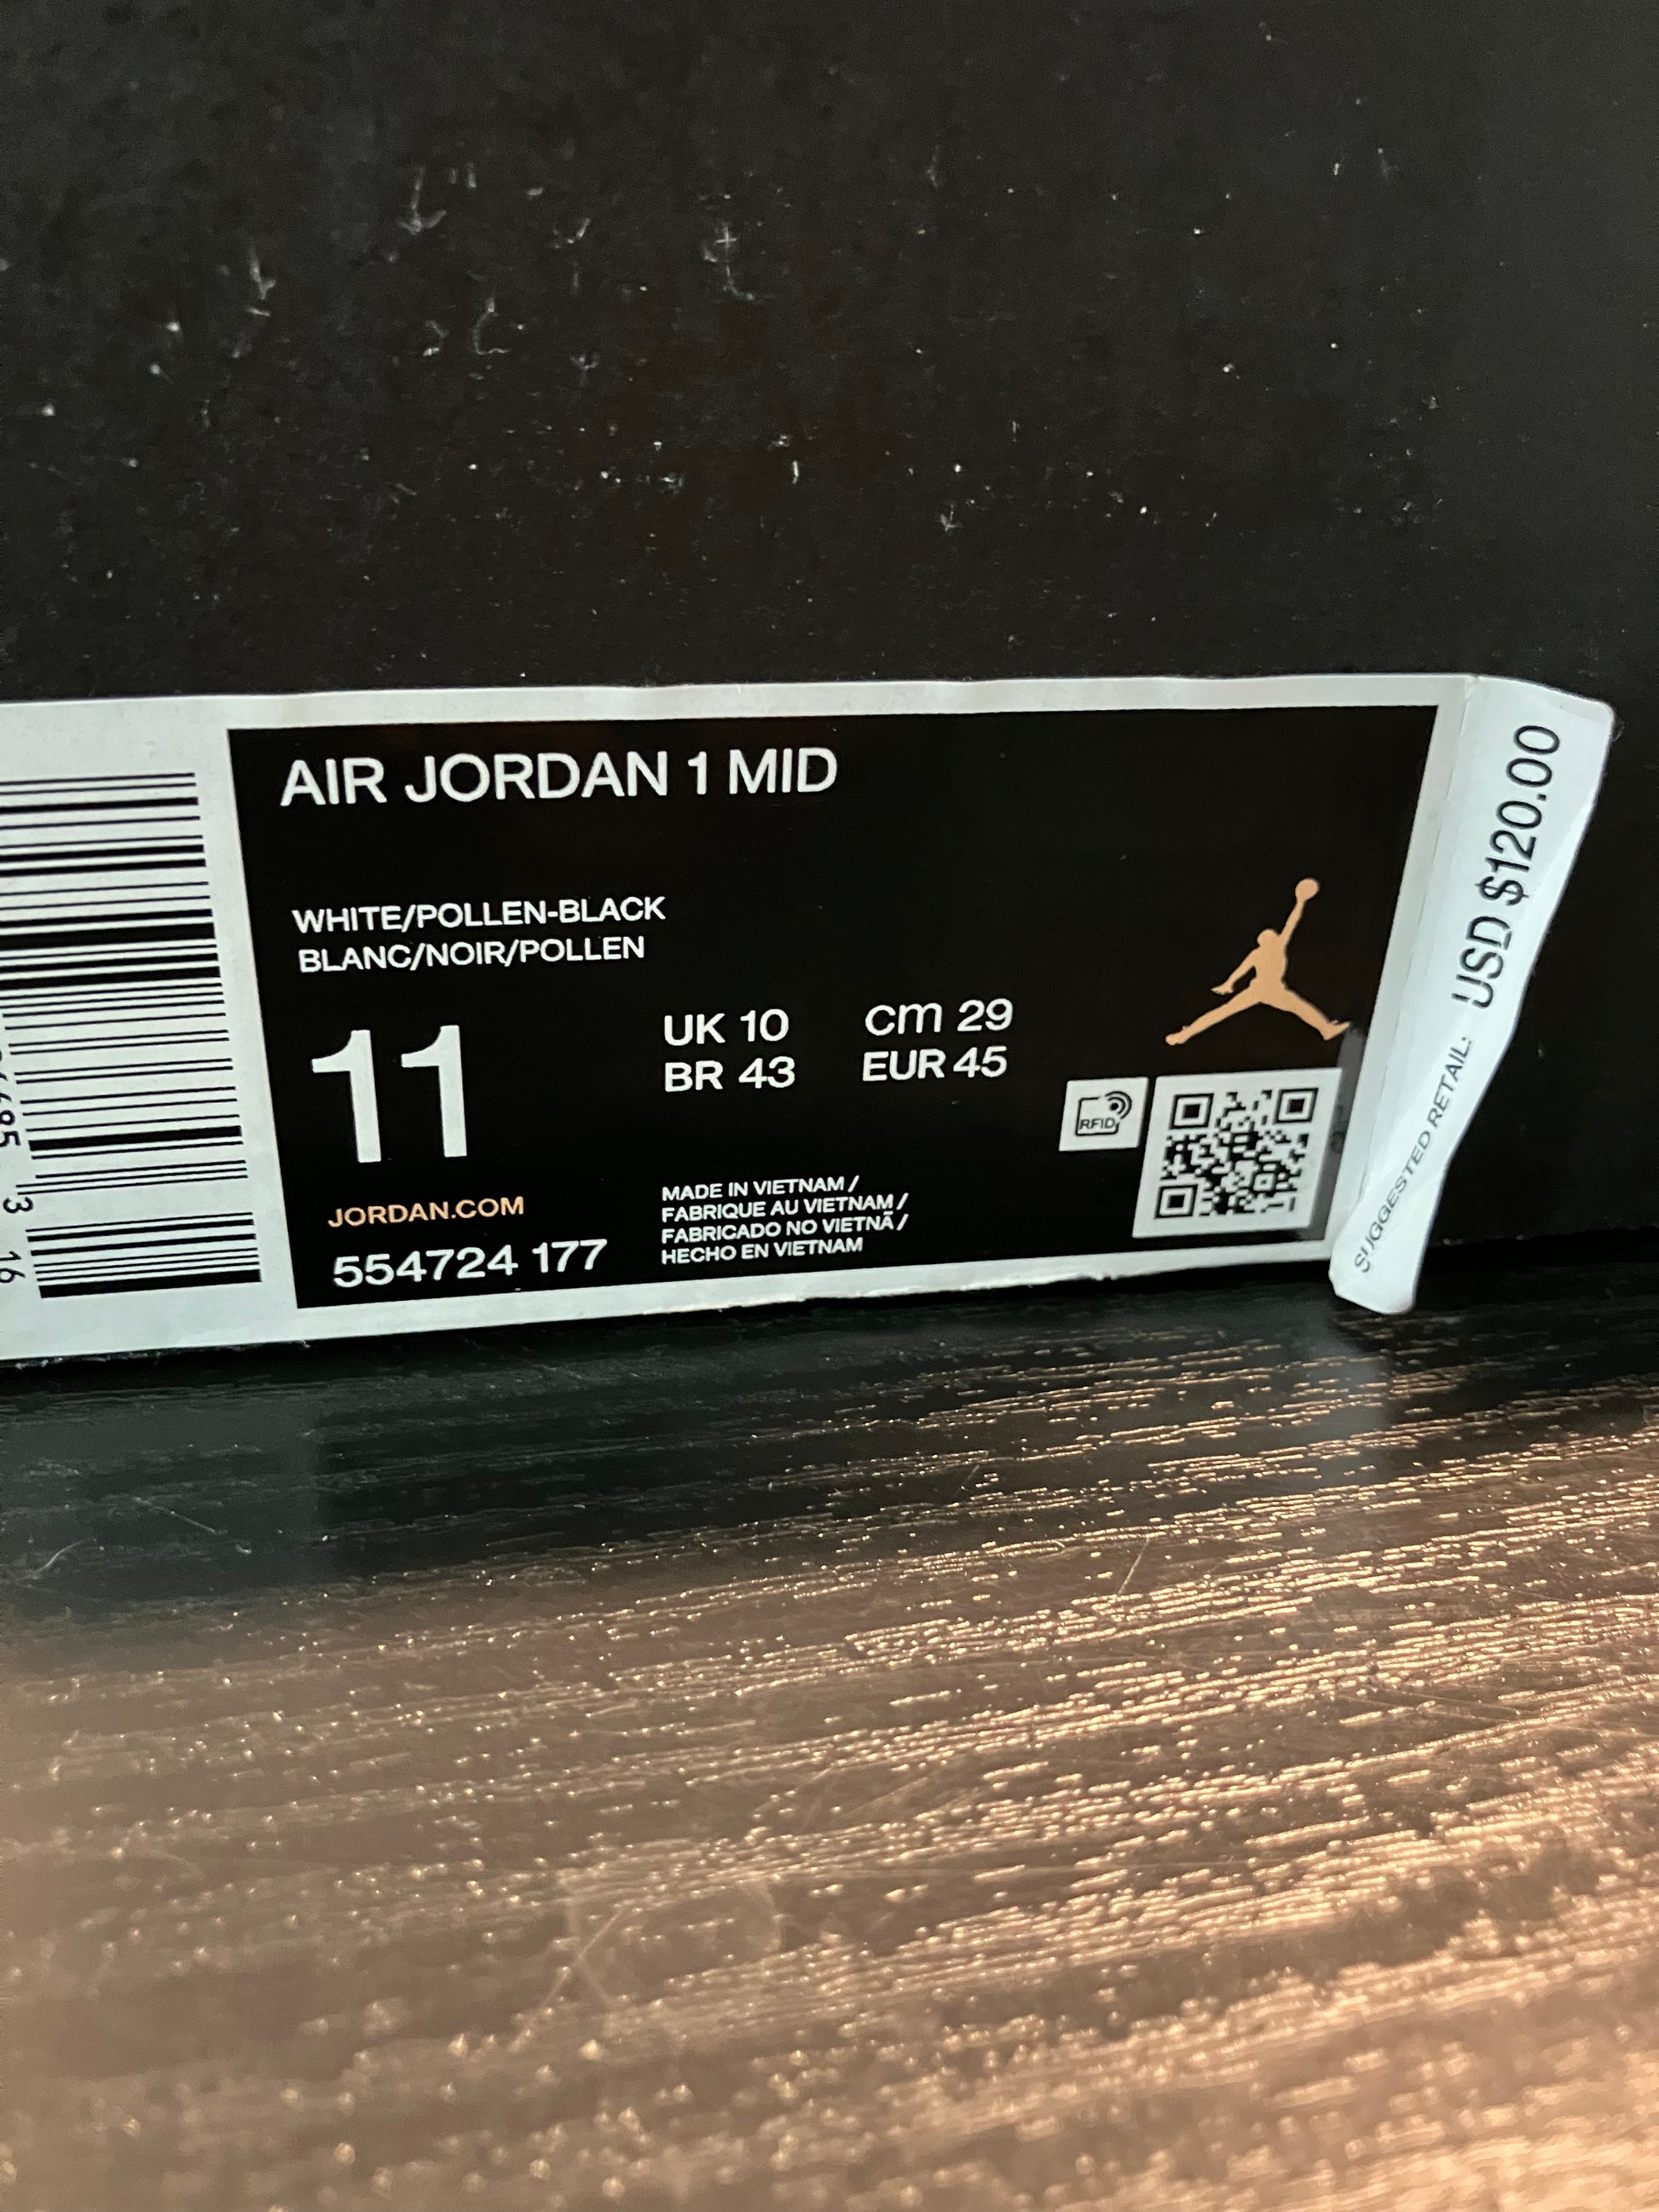 AIR JORDAN 1 MID
WHITE/POLLEN-BLACK
BLANC/NOIR/POLLEN
11
UK 10
BR 43
cm 29
EUR 45
JORDAN.COM
554724 177
MADE IN VIETNAM /
FABRIQUE AU VIETNAM /
FABRICADO NO VIETNÃ /
HECHO EN VIETNAM
RFID
SUGGESTED RETAIL: USD $120.00
3 16